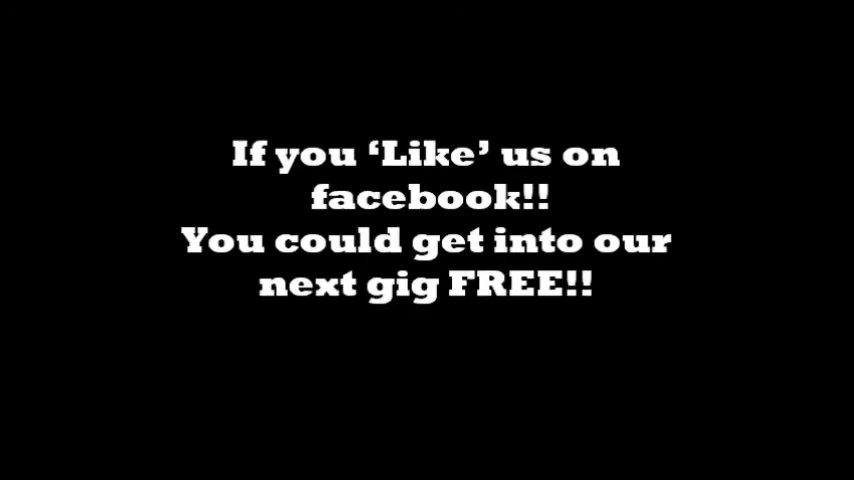 If you ‘Like’ us on
facebook!!
You could get into our
next gig FREE!!